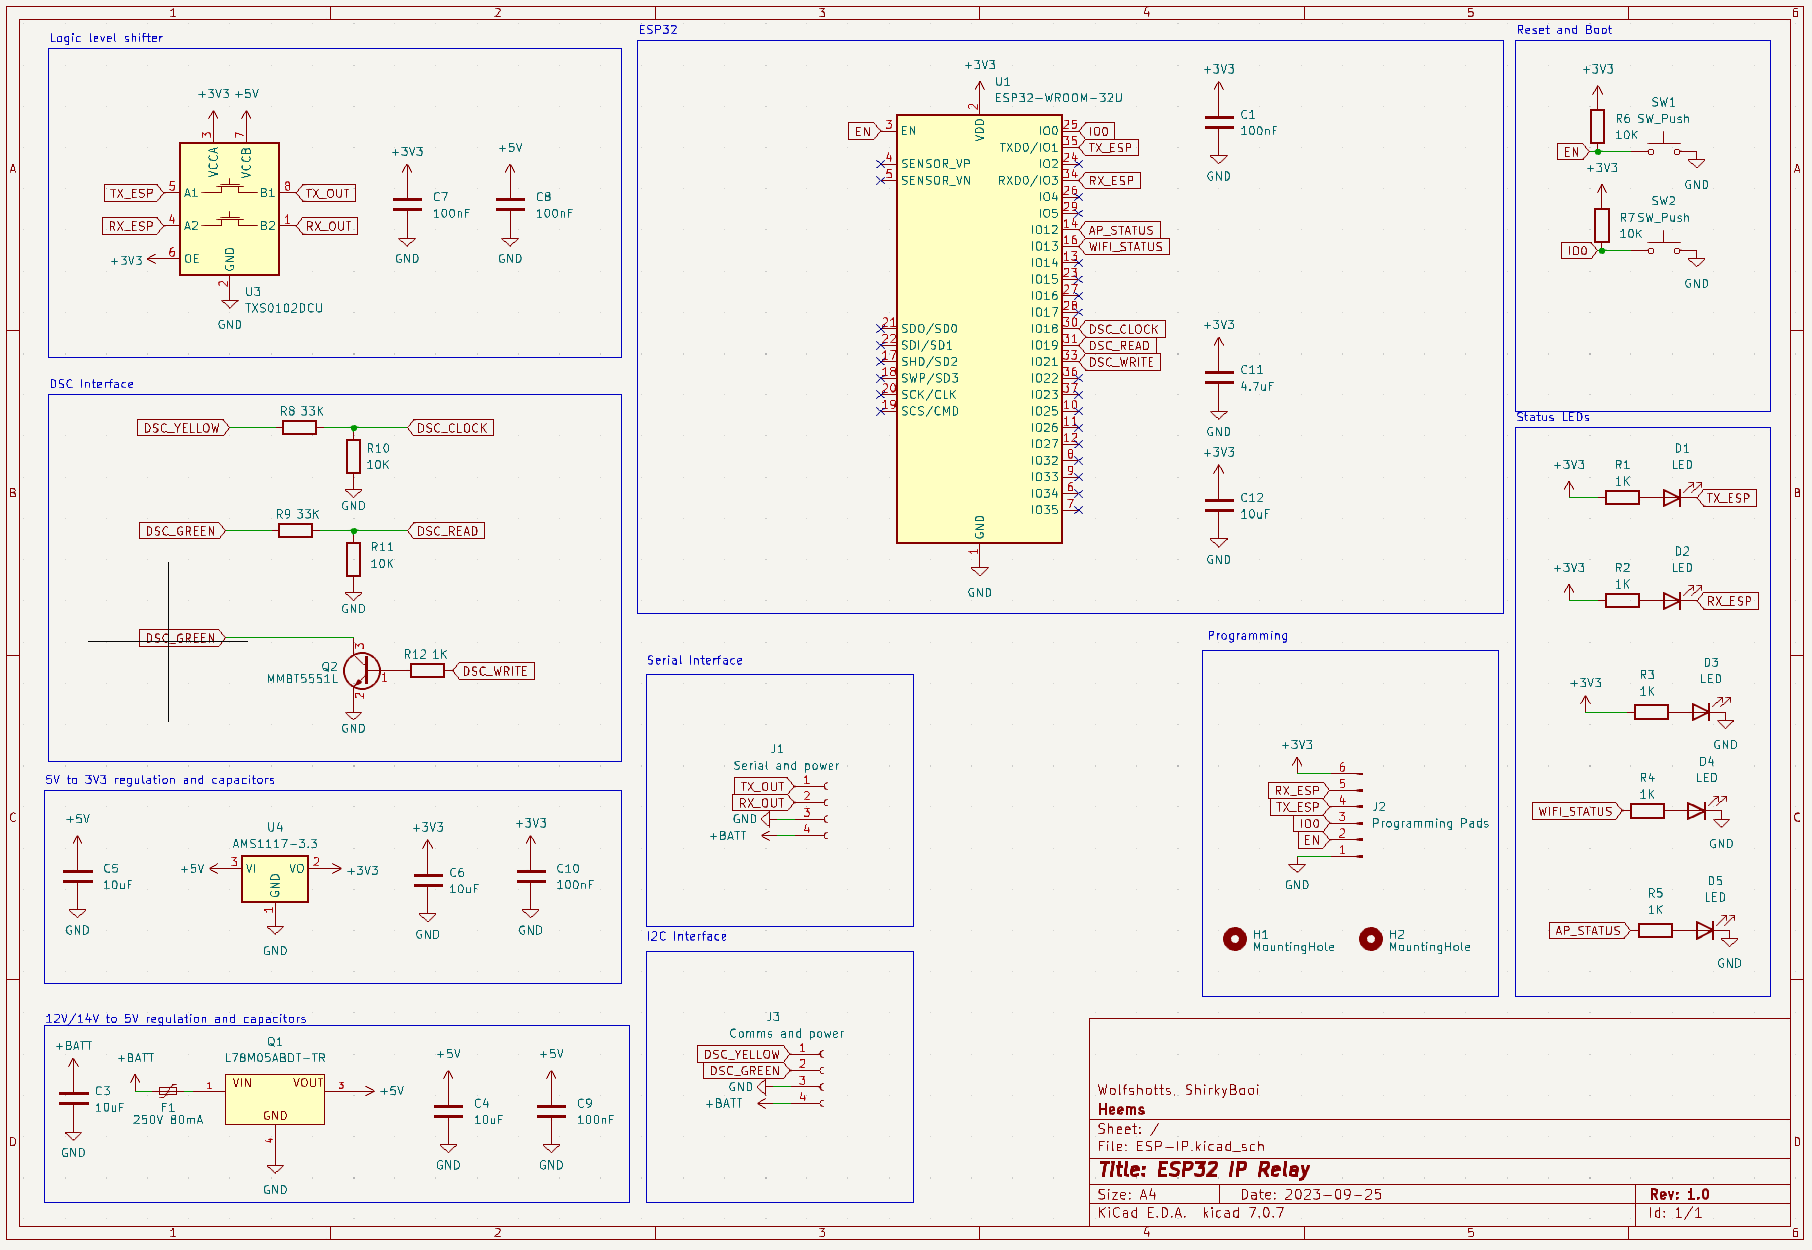 1 2 3 4 5 6
A
B
C
D
Logic level shifter
+3V3 +5V
3
7
VCCA
VCCB
TX_ESP 5 A1 B1 8 TX_OUT
RX_ESP 4 A2 B2 1 RX_OUT
+3V3 6 OE
GND
2
U3
TXS0102DCU
GND
+3V3
C7
100nF
GND
+5V
C8
100nF
GND
DSC Interface
R8 33K
DSC_YELLOW
DSC_CLOCK
R10
10K
GND
R9 33K
DSC_GREEN
DSC_READ
R11
10K
GND
DSC_GREEN
3
Q2
MMBT5551L
1
2
R12 1K
DSC_WRITE
GND
5V to 3V3 regulation and capacitors
+5V
C5
10uF
GND
U4
AMS1117-3.3
+5V 3 VI VO 2 +3V3
GND
1
GND
+3V3
C6
10uF
GND
+3V3
C10
100nF
GND
12V/14V to 5V regulation and capacitors
+BATT
C3
10uF
GND
+BATT
F1
250V 80mA
Q1
L78M05ABDT-TR
1 VIN VOUT 3 +5V
GND
4
GND
+5V
C4
10uF
GND
+5V
C9
100nF
GND
ESP32
+3V3
U1
ESP32-WROOM-32U
2
VDD
EN 3 EN
4 SENSOR_VP
5 SENSOR_VN
21 SDO/SD0
22 SDI/SD1
17 SHD/SD2
18 SWP/SD3
20 SCK/CLK
19 SCS/CMD
IO0 25 IO0
TXD0/IO1 35 TX_ESP
IO2 24
RXD0/IO3 34 RX_ESP
IO4 26
IO5 29
IO12 14 AP_STATUS
IO13 16 WIFI_STATUS
IO14 13
IO15 23
IO16 27
IO17 28
IO18 30 DSC_CLOCK
IO19 31 DSC_READ
IO21 33 DSC_WRITE
IO22 36
IO23 37
IO25 10
IO26 11
IO27 12
IO32 8
IO33 9
IO34 6
IO35 7
GND
1
GND
+3V3
C1
100nF
GND
+3V3
C11
4.7uF
GND
+3V3
C12
10uF
GND
Serial Interface
J1
Serial and power
TX_OUT 1
RX_OUT 2
GND 3
+BATT 4
I2C Interface
J3
Comms and power
DSC_YELLOW 1
DSC_GREEN 2
GND 3
+BATT 4
Programming
+3V3
6
RX_ESP 5
TX_ESP 4
IO0 3
EN 2
1
J2
Programming Pads
GND
H1
MountingHole
H2
MountingHole
Reset and Boot
+3V3
R6
10K
SW1
SW_Push
EN
GND
+3V3
R7
10K
SW2
SW_Push
IO0
GND
Status LEDs
+3V3
R1
1K
D1
LED
TX_ESP
+3V3
R2
1K
D2
LED
RX_ESP
+3V3
R3
1K
D3
LED
GND
WIFI_STATUS
R4
1K
D4
LED
GND
AP_STATUS
R5
1K
D5
LED
GND
Wolfshotts, ShirkyBooi
Heems
Sheet: /
File: ESP-IP.kicad_sch
Title: ESP32 IP Relay
Size: A4 Date: 2023-09-25 Rev: 1.0
KiCad E.D.A. kicad 7.0.7 Id: 1/1
A
B
C
D
1 2 3 4 5 6